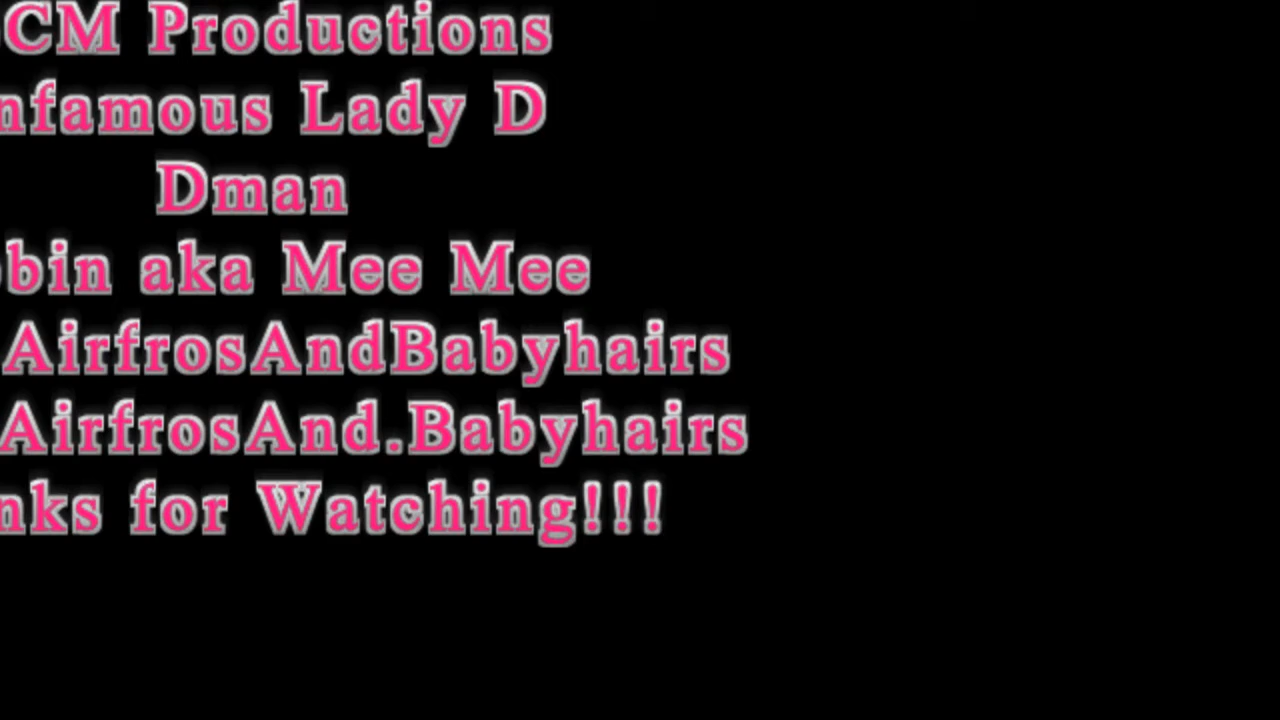 CM Productions
nfamous Lady D
Dman
bin aka Mee Mee
AirfrosAndBabyhairs
AirfrosAnd.Babyhairs
nks for Watching!!!